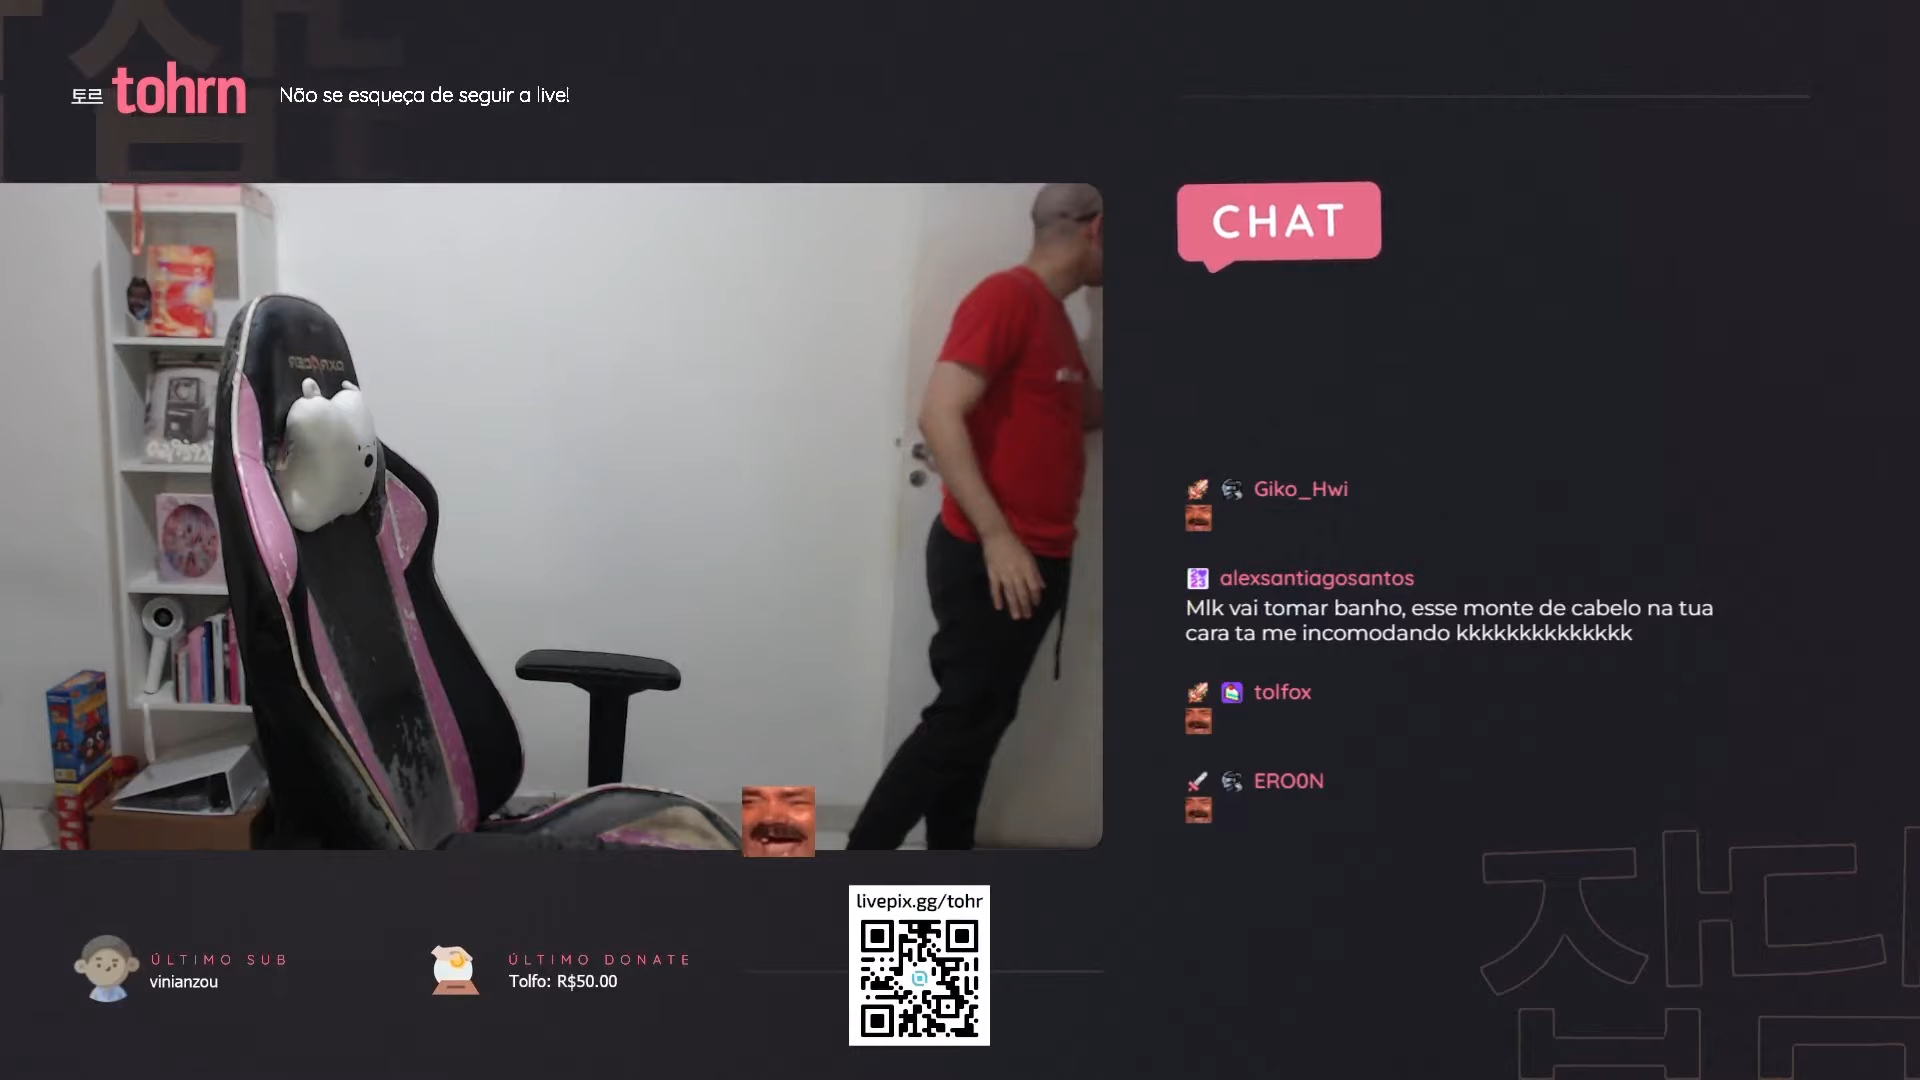 토르 tohrn
Não se esqueça de seguir a live!
CHAT
Giko_Hwi
alexsantiagosantos
Mlk vai tomar banho, esse monte de cabelo na tua
cara ta me incomodando kkkkkkkkkkkkkk
tolfox
ERO0N
ÚLTIMO SUB
vinianzou
ÚLTIMO DONATE
Tolfo: R$50.00
livepix.gg/tohr
잡담